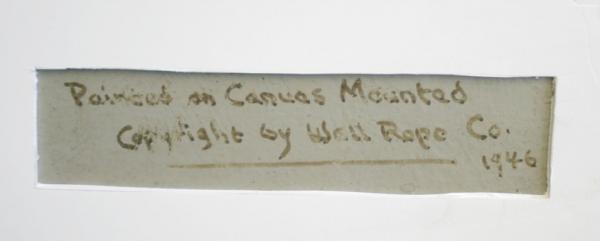 Painted on Canvas Mounted
Copyright by Wall Rope Co.
1946